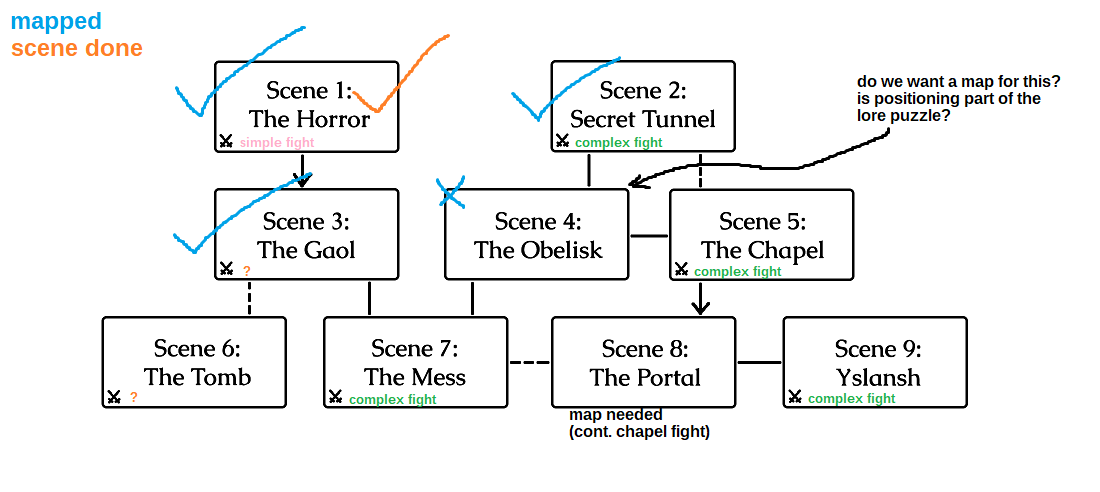 mapped
scene done
Scene 1:
The Horror
simple fight
Scene 2:
Secret Tunnel
complex fight
do we want a map for this?
is positioning part of the
lore puzzle?
Scene 3:
The Gaol
?
Scene 4:
The Obelisk
Scene 5:
The Chapel
complex fight
Scene 6:
The Tomb
?
Scene 7:
The Mess
complex fight
Scene 8:
The Portal
map needed
(cont. chapel fight)
Scene 9:
Yslansh
complex fight